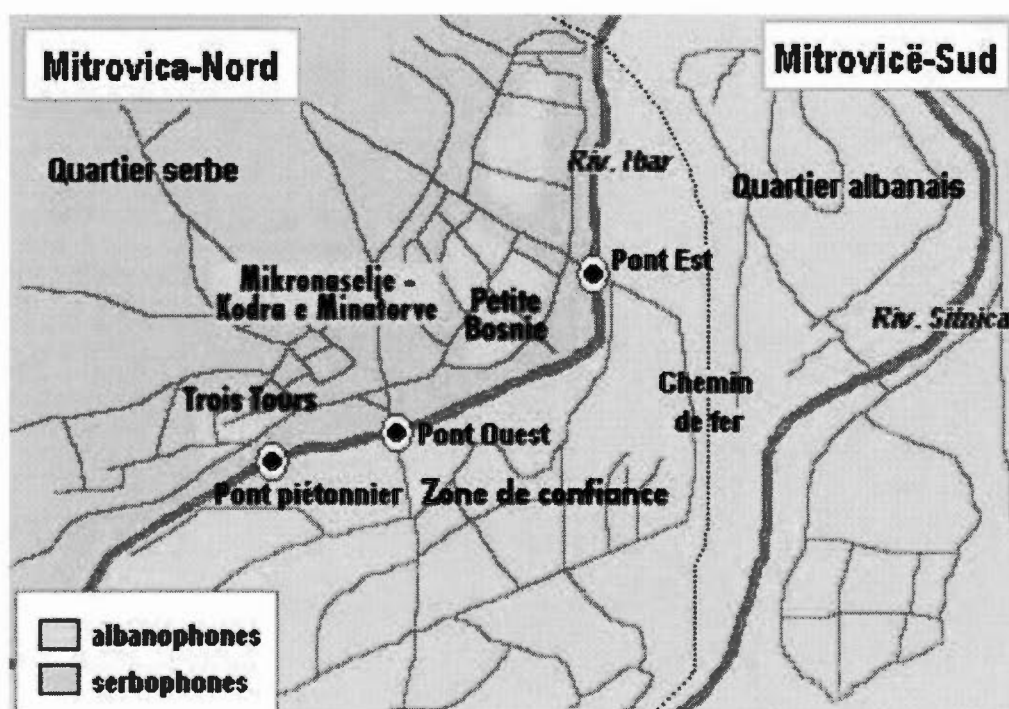 Mitrovica-Nord
Mitrovicë-Sud
Quartier serbe
Riv. Ibar
Quartier albanais
Pont Est
Mikronaselje -
Kodra e Minatorve
Petite
Bosnie
Riv. Sitnica
Trois Tours
Chemin
de fer
Pont Ouest
Pont piétonnier
Zone de confiance
albanophones
serbophones